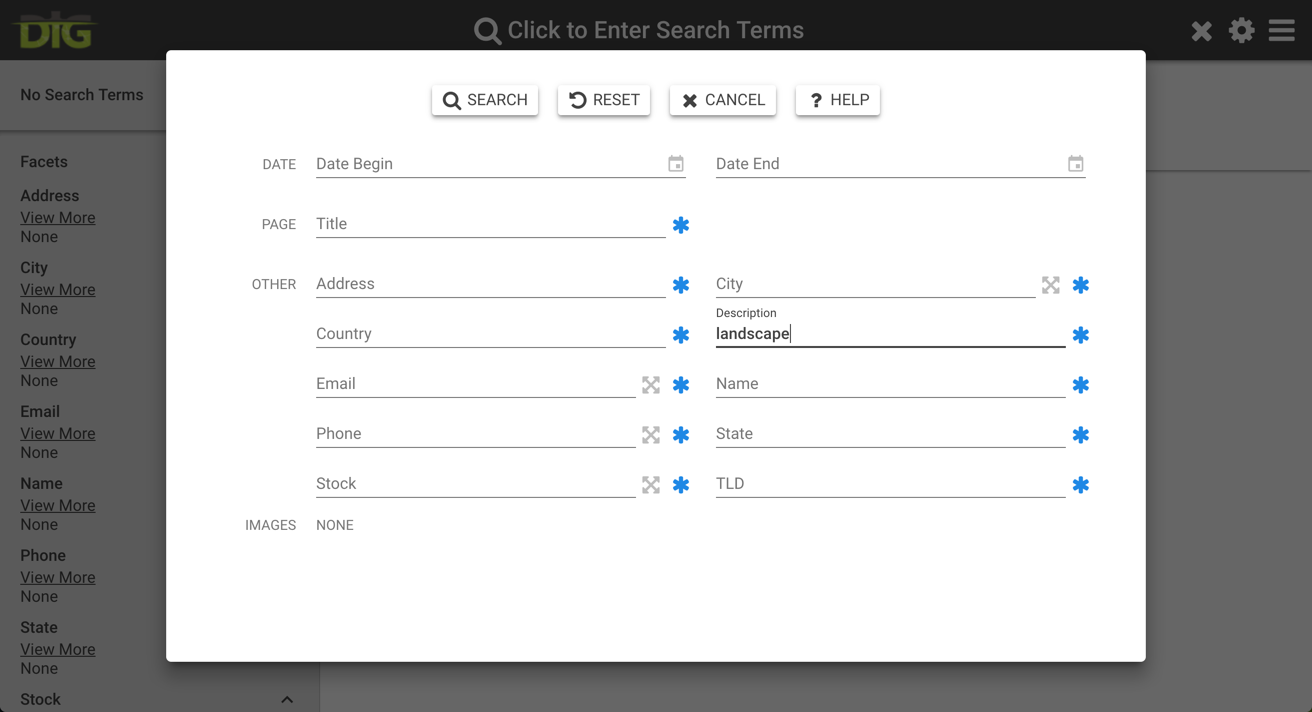 DIG
Click to Enter Search Terms
No Search Terms
SEARCH
RESET
CANCEL
? HELP
Facets
Address
View More
None
City
View More
None
Country
View More
None
Email
View More
None
Name
View More
None
Phone
View More
None
State
View More
None
Stock
DATE
Date Begin
Date End
PAGE
Title
OTHER
Address
City
Country
Description
landscape
Email
Name
Phone
State
Stock
TLD
IMAGES
NONE